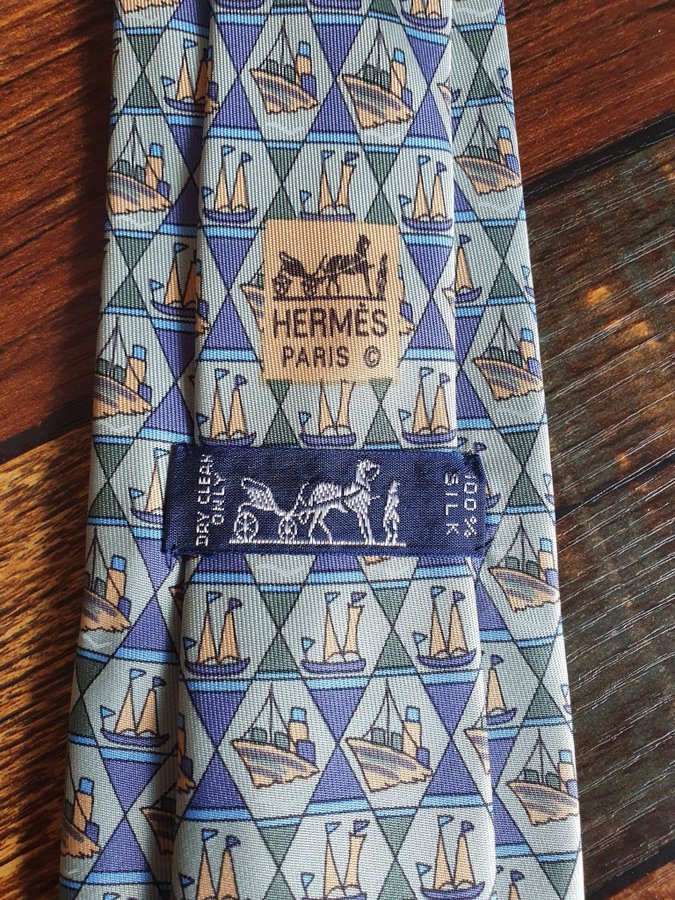 HERMÈS
PARIS ©
DRY CLEAN
ONLY
100%
SILK